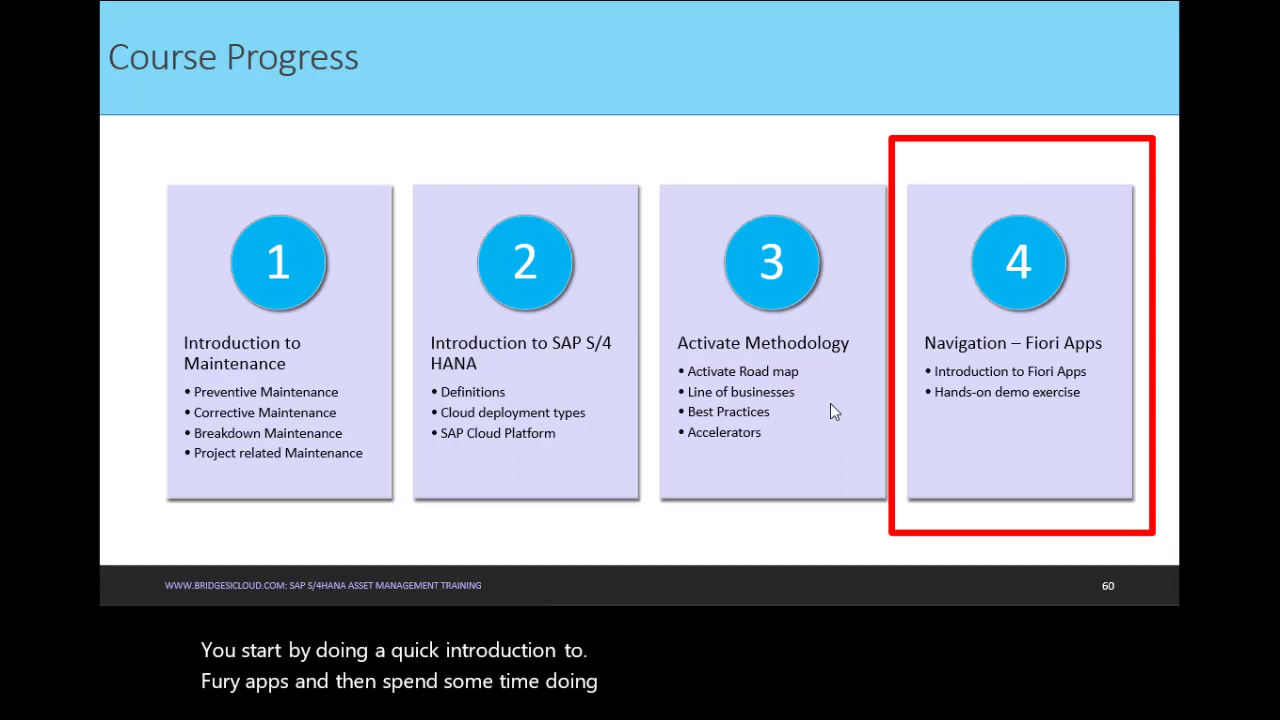 Course Progress
1
Introduction to
Maintenance
• Preventive Maintenance
• Corrective Maintenance
• Breakdown Maintenance
• Project related Maintenance
2
Introduction to SAP S/4
HANA
• Definitions
• Cloud deployment types
• SAP Cloud Platform
3
Activate Methodology
• Activate Road map
• Line of businesses
• Best Practices
• Accelerators
4
Navigation – Fiori Apps
• Introduction to Fiori Apps
• Hands-on demo exercise
WWW.BRIDGESICLOUD.COM: SAP S/4HANA ASSET MANAGEMENT TRAINING
60
You start by doing a quick introduction to.
Fury apps and then spend some time doing